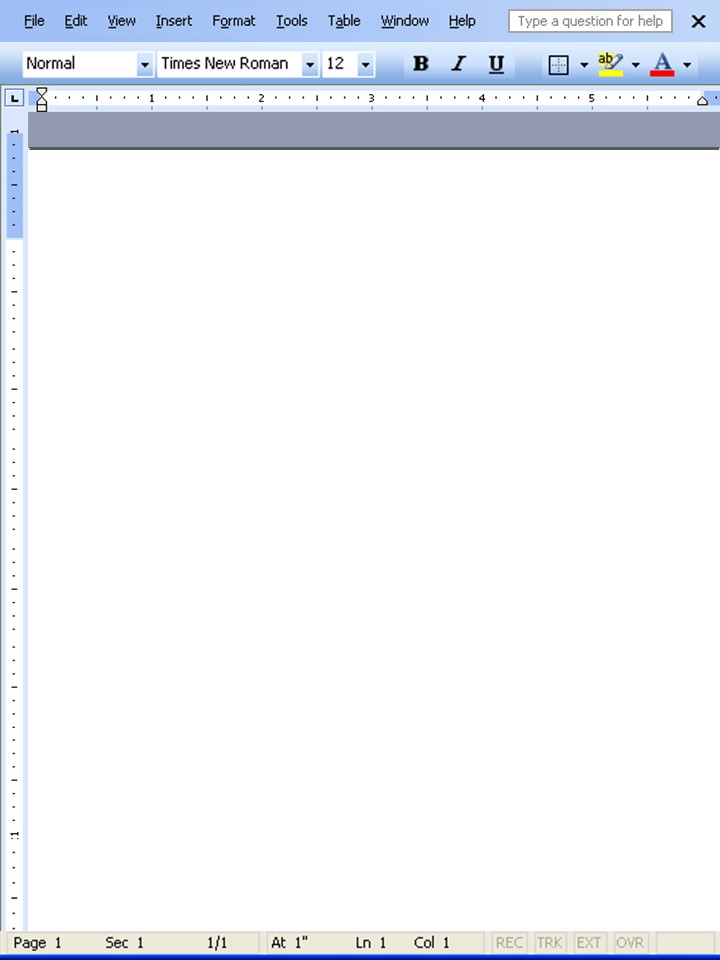 File Edit View Insert Format Tools Table Window Help Type a question for help
Normal Times New Roman 12 B I U ab A
L 1 2 3 4 5
1
1
Page 1 Sec 1 1/1 At 1" Ln 1 Col 1 REC TRK EXT OVR